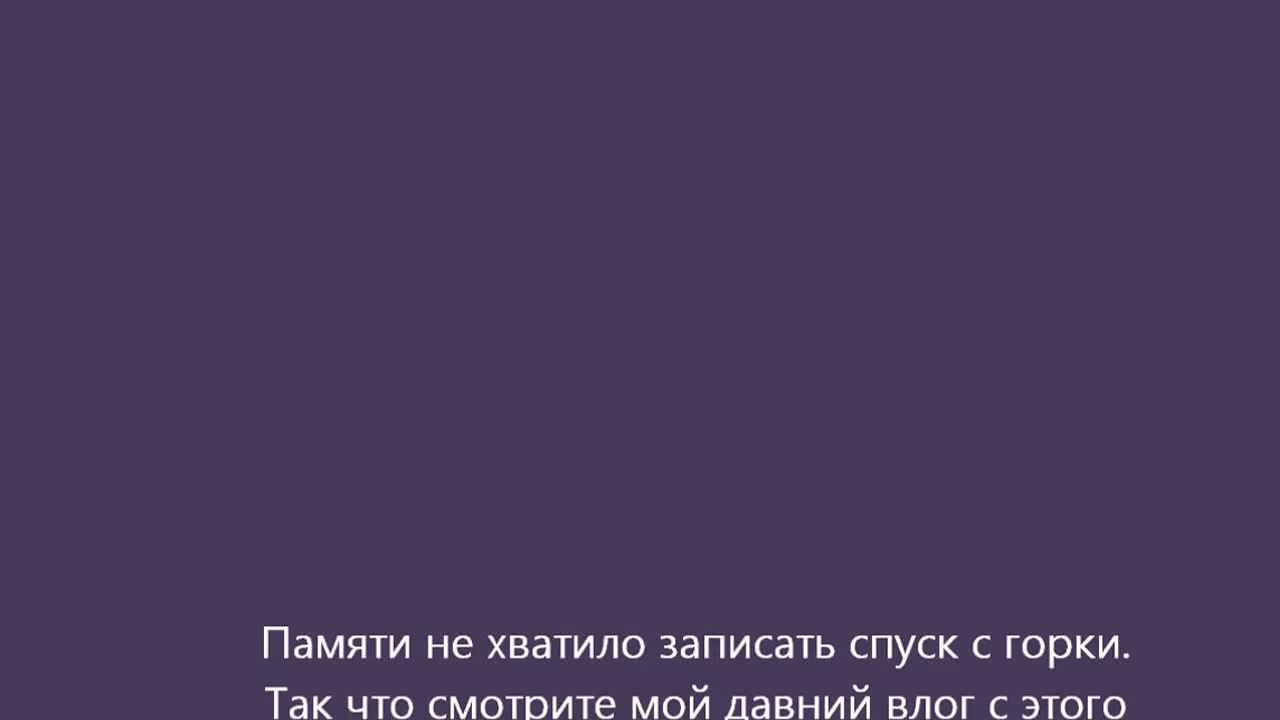 Памяти не хватило записать спуск с горки.
Так что смотрите мой давний влог с этого